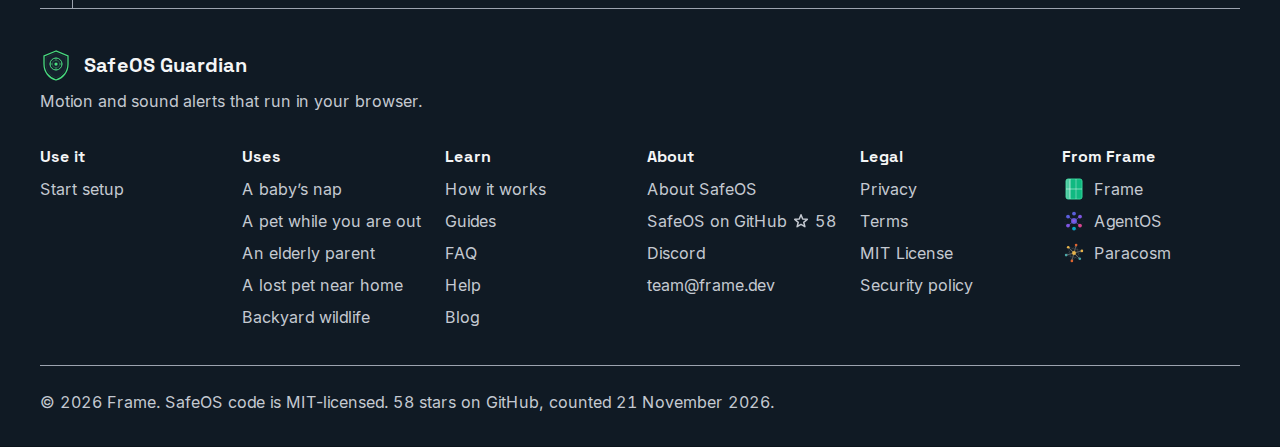 SafeOS Guardian
Motion and sound alerts that run in your browser.
Use it
Start setup
Uses
A baby’s nap
A pet while you are out
An elderly parent
A lost pet near home
Backyard wildlife
Learn
How it works
Guides
FAQ
Help
Blog
About
About SafeOS
SafeOS on GitHub ☆ 58
Discord
team@frame.dev
Legal
Privacy
Terms
MIT License
Security policy
From Frame
Frame
AgentOS
Paracosm
© 2026 Frame. SafeOS code is MIT-licensed. 58 stars on GitHub, counted 21 November 2026.